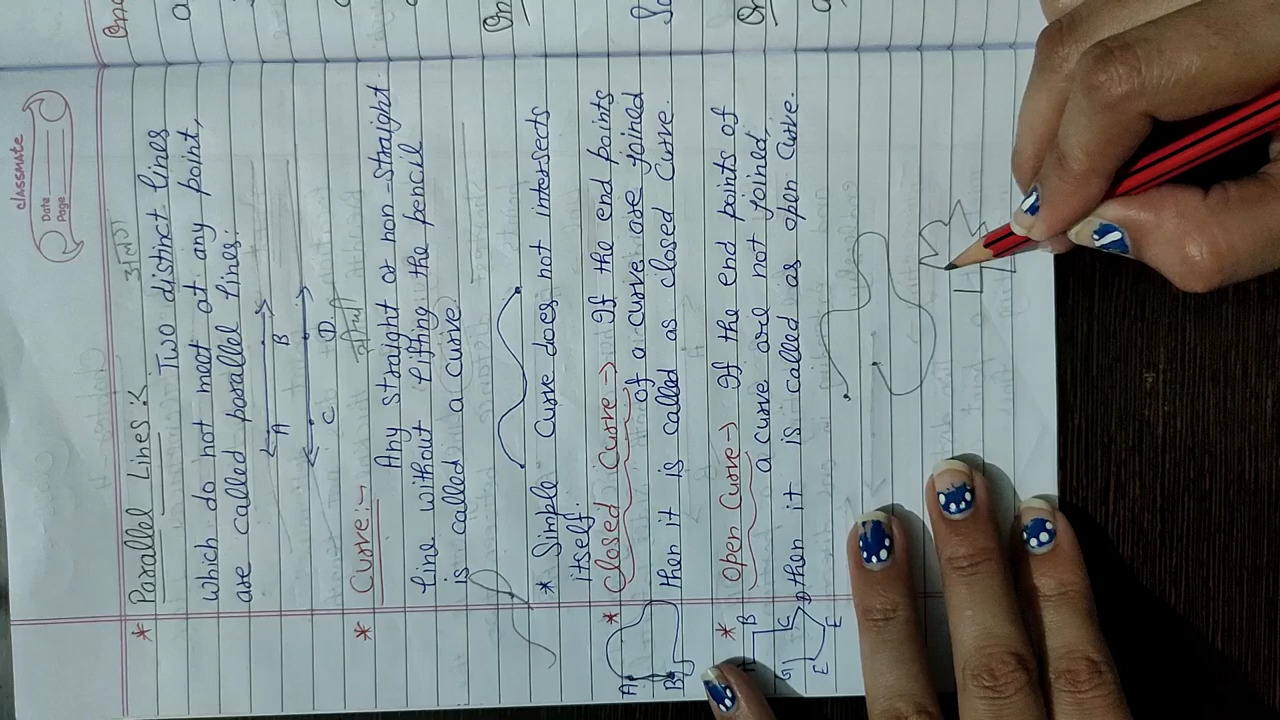 classmate
Date
Page
* Parallel Lines :-
अलग
Two distinct lines
which do not meet at any point,
are called parallel lines.
A B
C D
* Curve :-
Any straight or non-straight
line without lifting the pencil
is called a curve.
* Simple Curve does not intersects
itself.
* Closed Curve -> If the end points
of a curve are joined
then it is called as closed curve.
A
B
* Open Curve -> If the end points of
a curve are not joined,
then it is called as open curve.
A B
G C D
E E